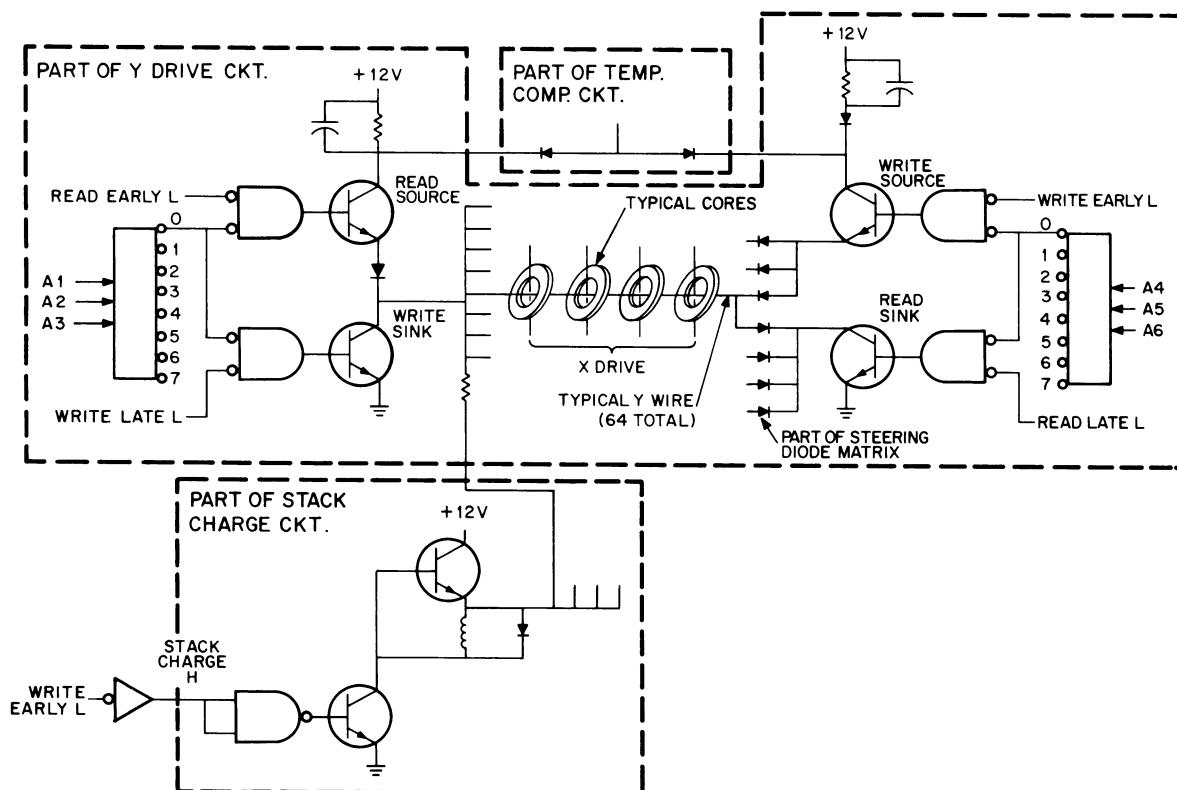 PART OF Y DRIVE CKT.
+12V
READ EARLY L
READ
SOURCE
0
1
2
3
4
5
6
7
A1
A2
A3
WRITE
SINK
WRITE LATE L
PART OF TEMP.
COMP. CKT.
TYPICAL CORES
X DRIVE
TYPICAL Y WIRE
(64 TOTAL)
+12V
WRITE
SOURCE
WRITE EARLY L
0
1
2
3
4
5
6
7
A4
A5
A6
READ
SINK
READ LATE L
PART OF STEERING
DIODE MATRIX
PART OF STACK
CHARGE CKT.
+12V
STACK
CHARGE
H
WRITE
EARLY L